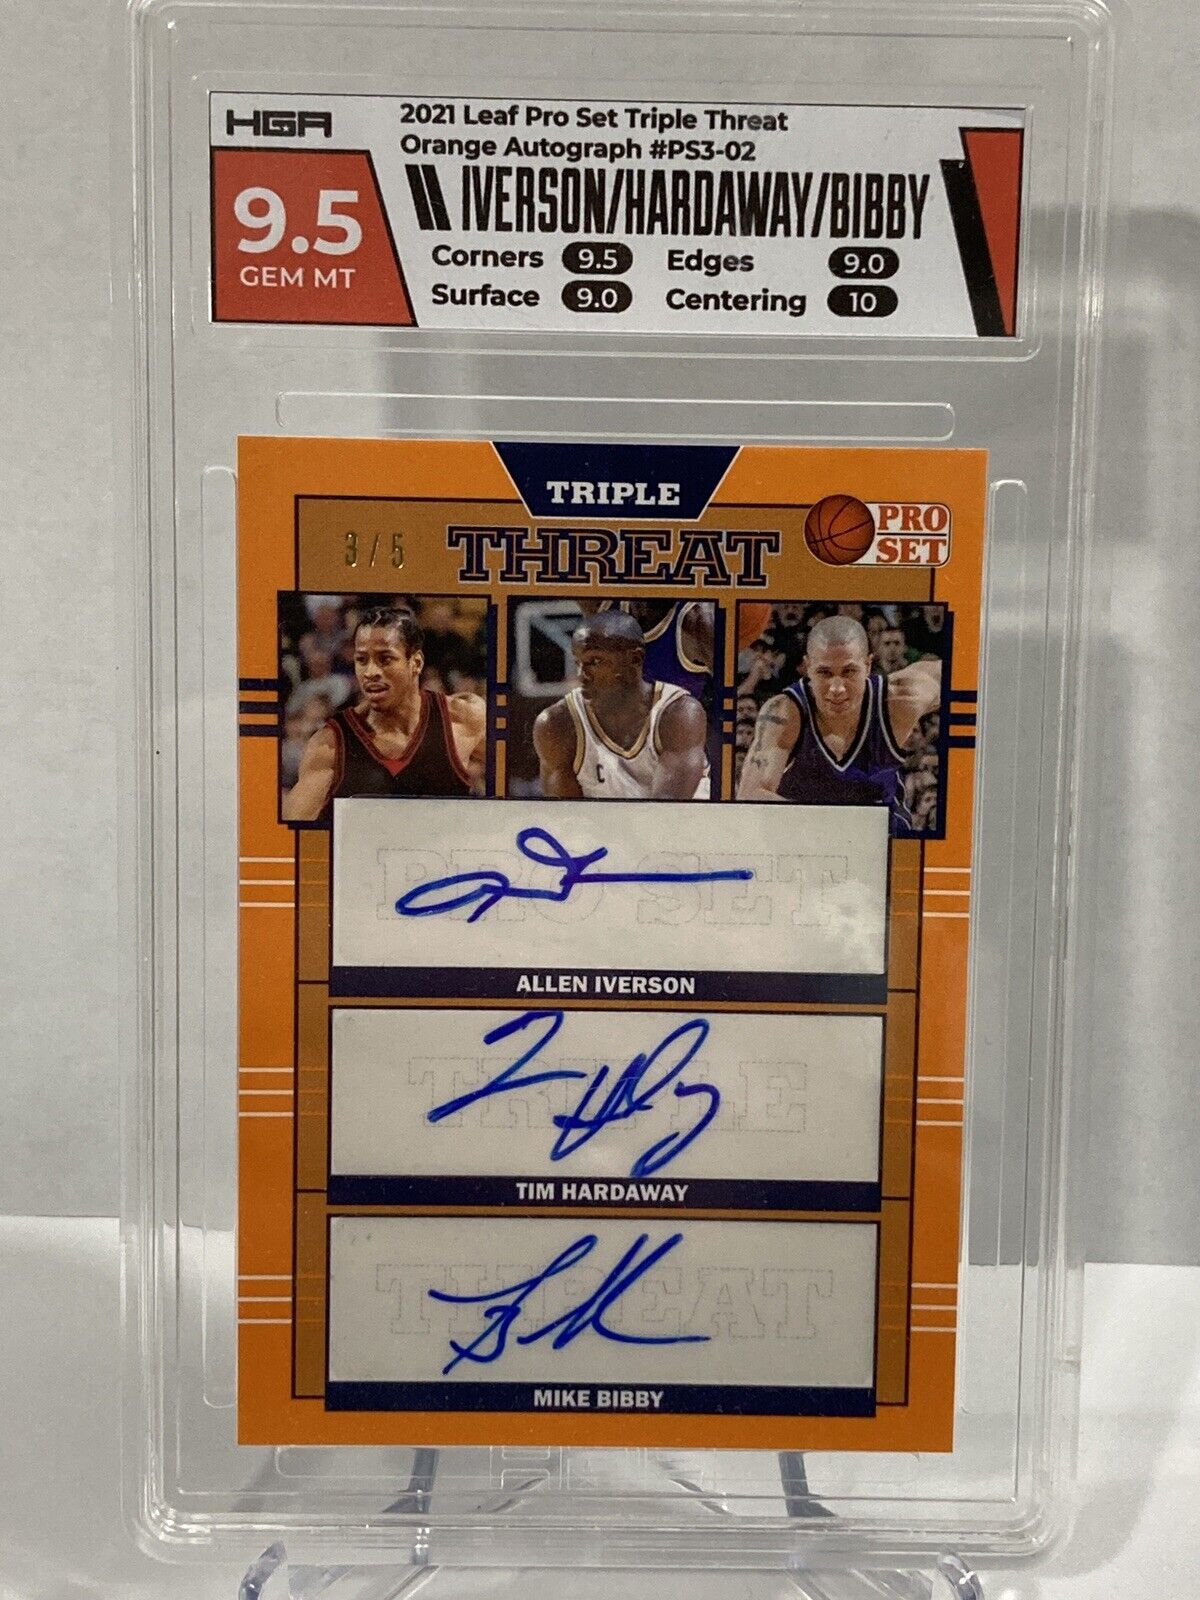 HGA
2021 Leaf Pro Set Triple Threat
Orange Autograph #PS3-02
IVERSON/HARDAWAY/BIBBY
9.5
GEM MT
Corners 9.5 Edges 9.0
Surface 9.0 Centering 10
TRIPLE
THREAT
3/5
PRO
SET
C
PRO SET
ALLEN IVERSON
TRIPLE
TIM HARDAWAY
THREAT
MIKE BIBBY